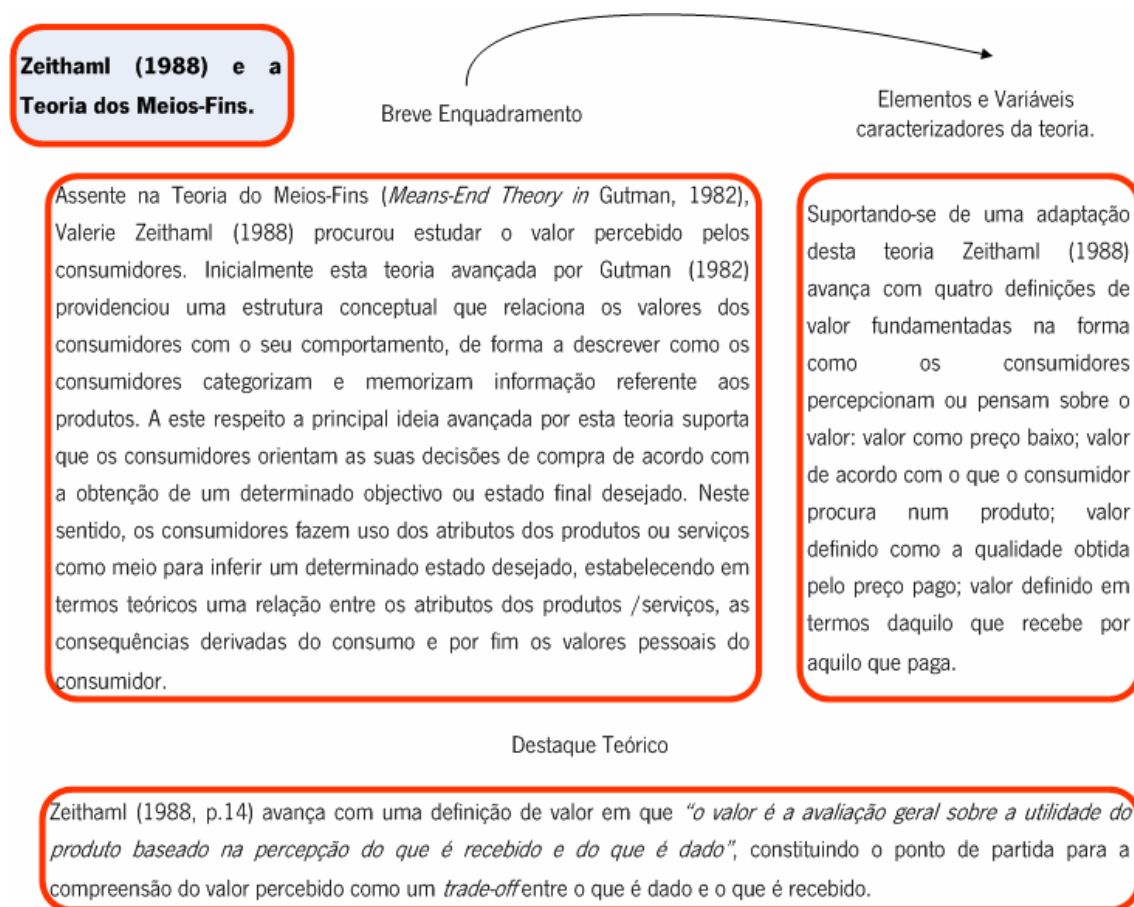 Zeithaml (1988) e a
Teoria dos Meios-Fins.
Breve Enquadramento
Elementos e Variáveis
caracterizadores da teoria.
Assente na Teoria do Meios-Fins (Means-End Theory in Gutman, 1982),
Valerie Zeithaml (1988) procurou estudar o valor percebido pelos
consumidores. Inicialmente esta teoria avançada por Gutman (1982)
providenciou uma estrutura conceptual que relaciona os valores dos
consumidores com o seu comportamento, de forma a descrever como os
consumidores categorizam e memorizam informação referente aos
produtos. A este respeito a principal ideia avançada por esta teoria suporta
que os consumidores orientam as suas decisões de compra de acordo com
a obtenção de um determinado objectivo ou estado final desejado. Neste
sentido, os consumidores fazem uso dos atributos dos produtos ou serviços
como meio para inferir um determinado estado desejado, estabelecendo em
termos teóricos uma relação entre os atributos dos produtos /serviços, as
consequências derivadas do consumo e por fim os valores pessoais do
consumidor.
Suportando-se de uma adaptação
desta teoria Zeithaml (1988)
avança com quatro definições de
valor fundamentadas na forma
como os consumidores
percepcionam ou pensam sobre o
valor: valor como preço baixo; valor
de acordo com o que o consumidor
procura num produto; valor
definido como a qualidade obtida
pelo preço pago; valor definido em
termos daquilo que recebe por
aquilo que paga.
Destaque Teórico
Zeithaml (1988, p.14) avança com uma definição de valor em que “o valor é a avaliação geral sobre a utilidade do
produto baseado na percepção do que é recebido e do que é dado”, constituindo o ponto de partida para a
compreensão do valor percebido como um trade-off entre o que é dado e o que é recebido.